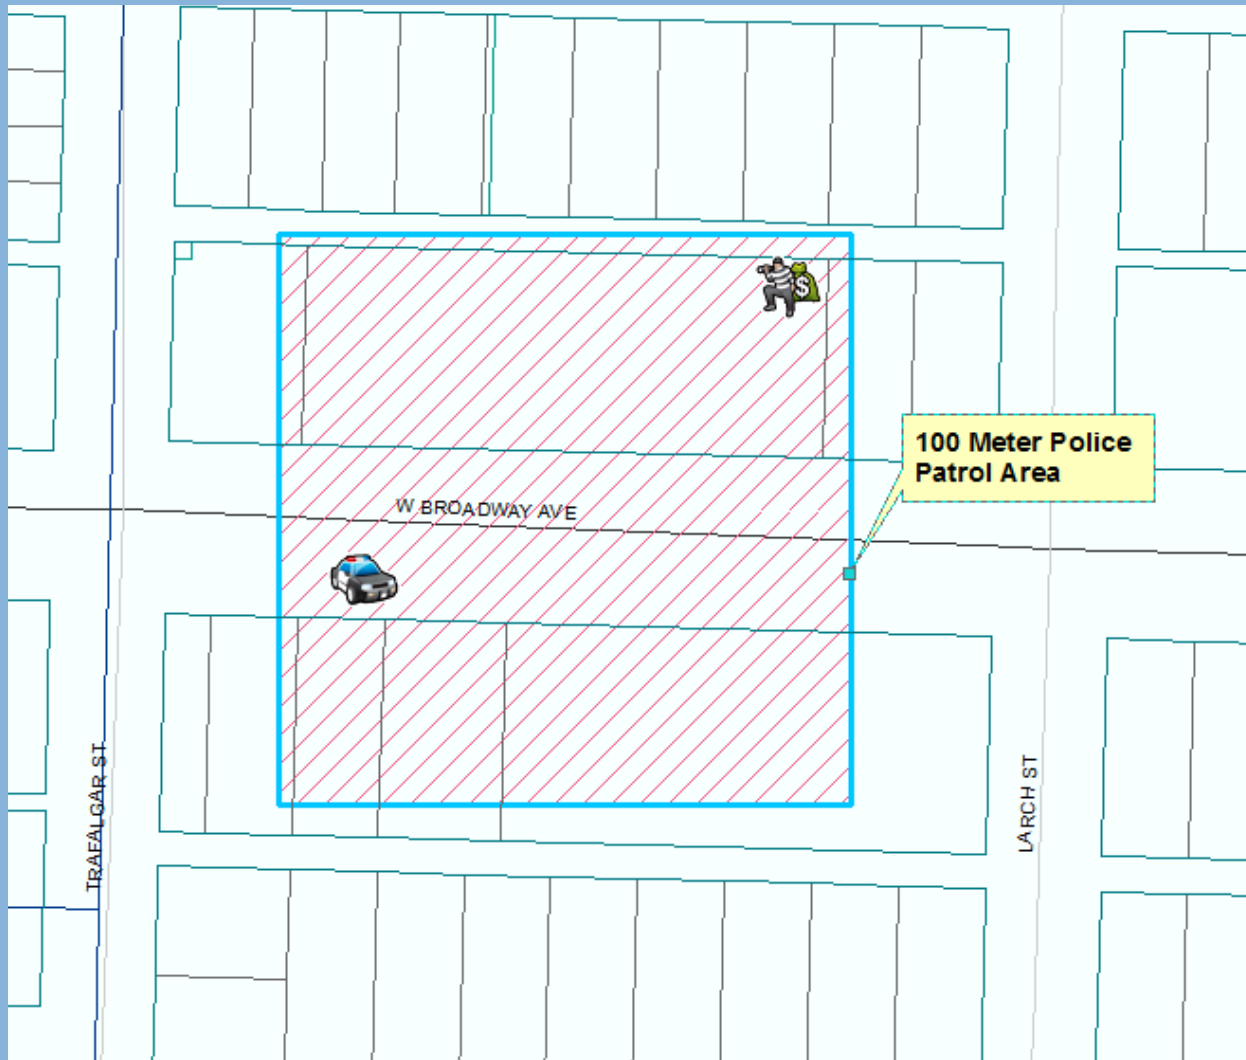 $
100 Meter Police
Patrol Area
W BROADWAY AVE
TRAFALGAR ST
LARCH ST